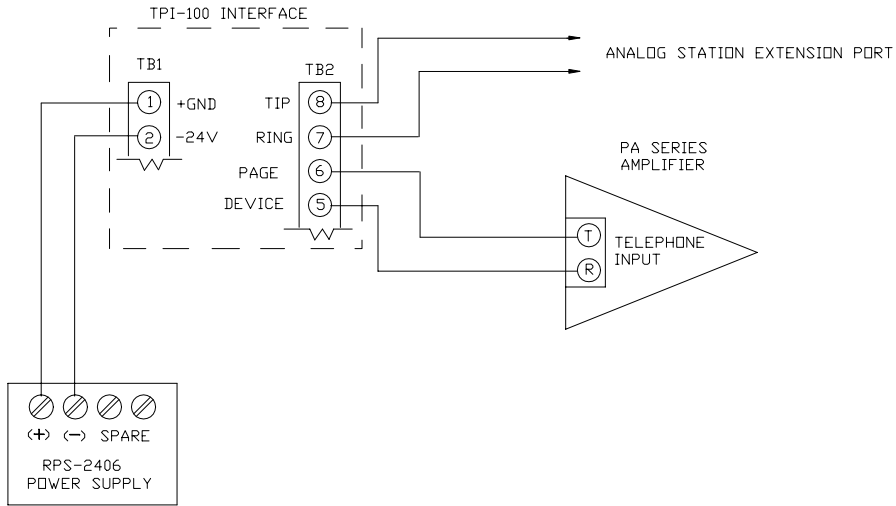 TPI-100 INTERFACE
TB1
TB2
1
+GND
2
-24V
TIP
8
RING
7
PAGE
6
DEVICE
5
ANALOG STATION EXTENSION PORT
PA SERIES
AMPLIFIER
T
R
TELEPHONE
INPUT
(+)
(-)
SPARE
RPS-2406
POWER SUPPLY